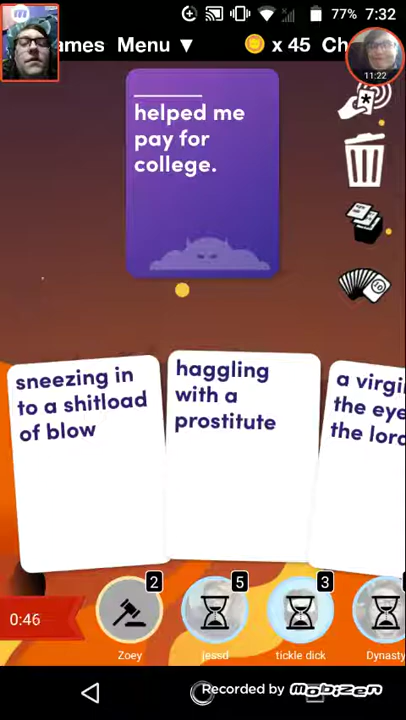 77% 7:32
ames Menu ▼ x 45 Ch
11:22
helped me
pay for
college.
sneezing in
to a shitload
of blow
haggling
with a
prostitute
a virgi
the eye
the lord
0:46
2
5
3
Zoey
jessd
tickle dick
Dynasty
Recorded by mobizen